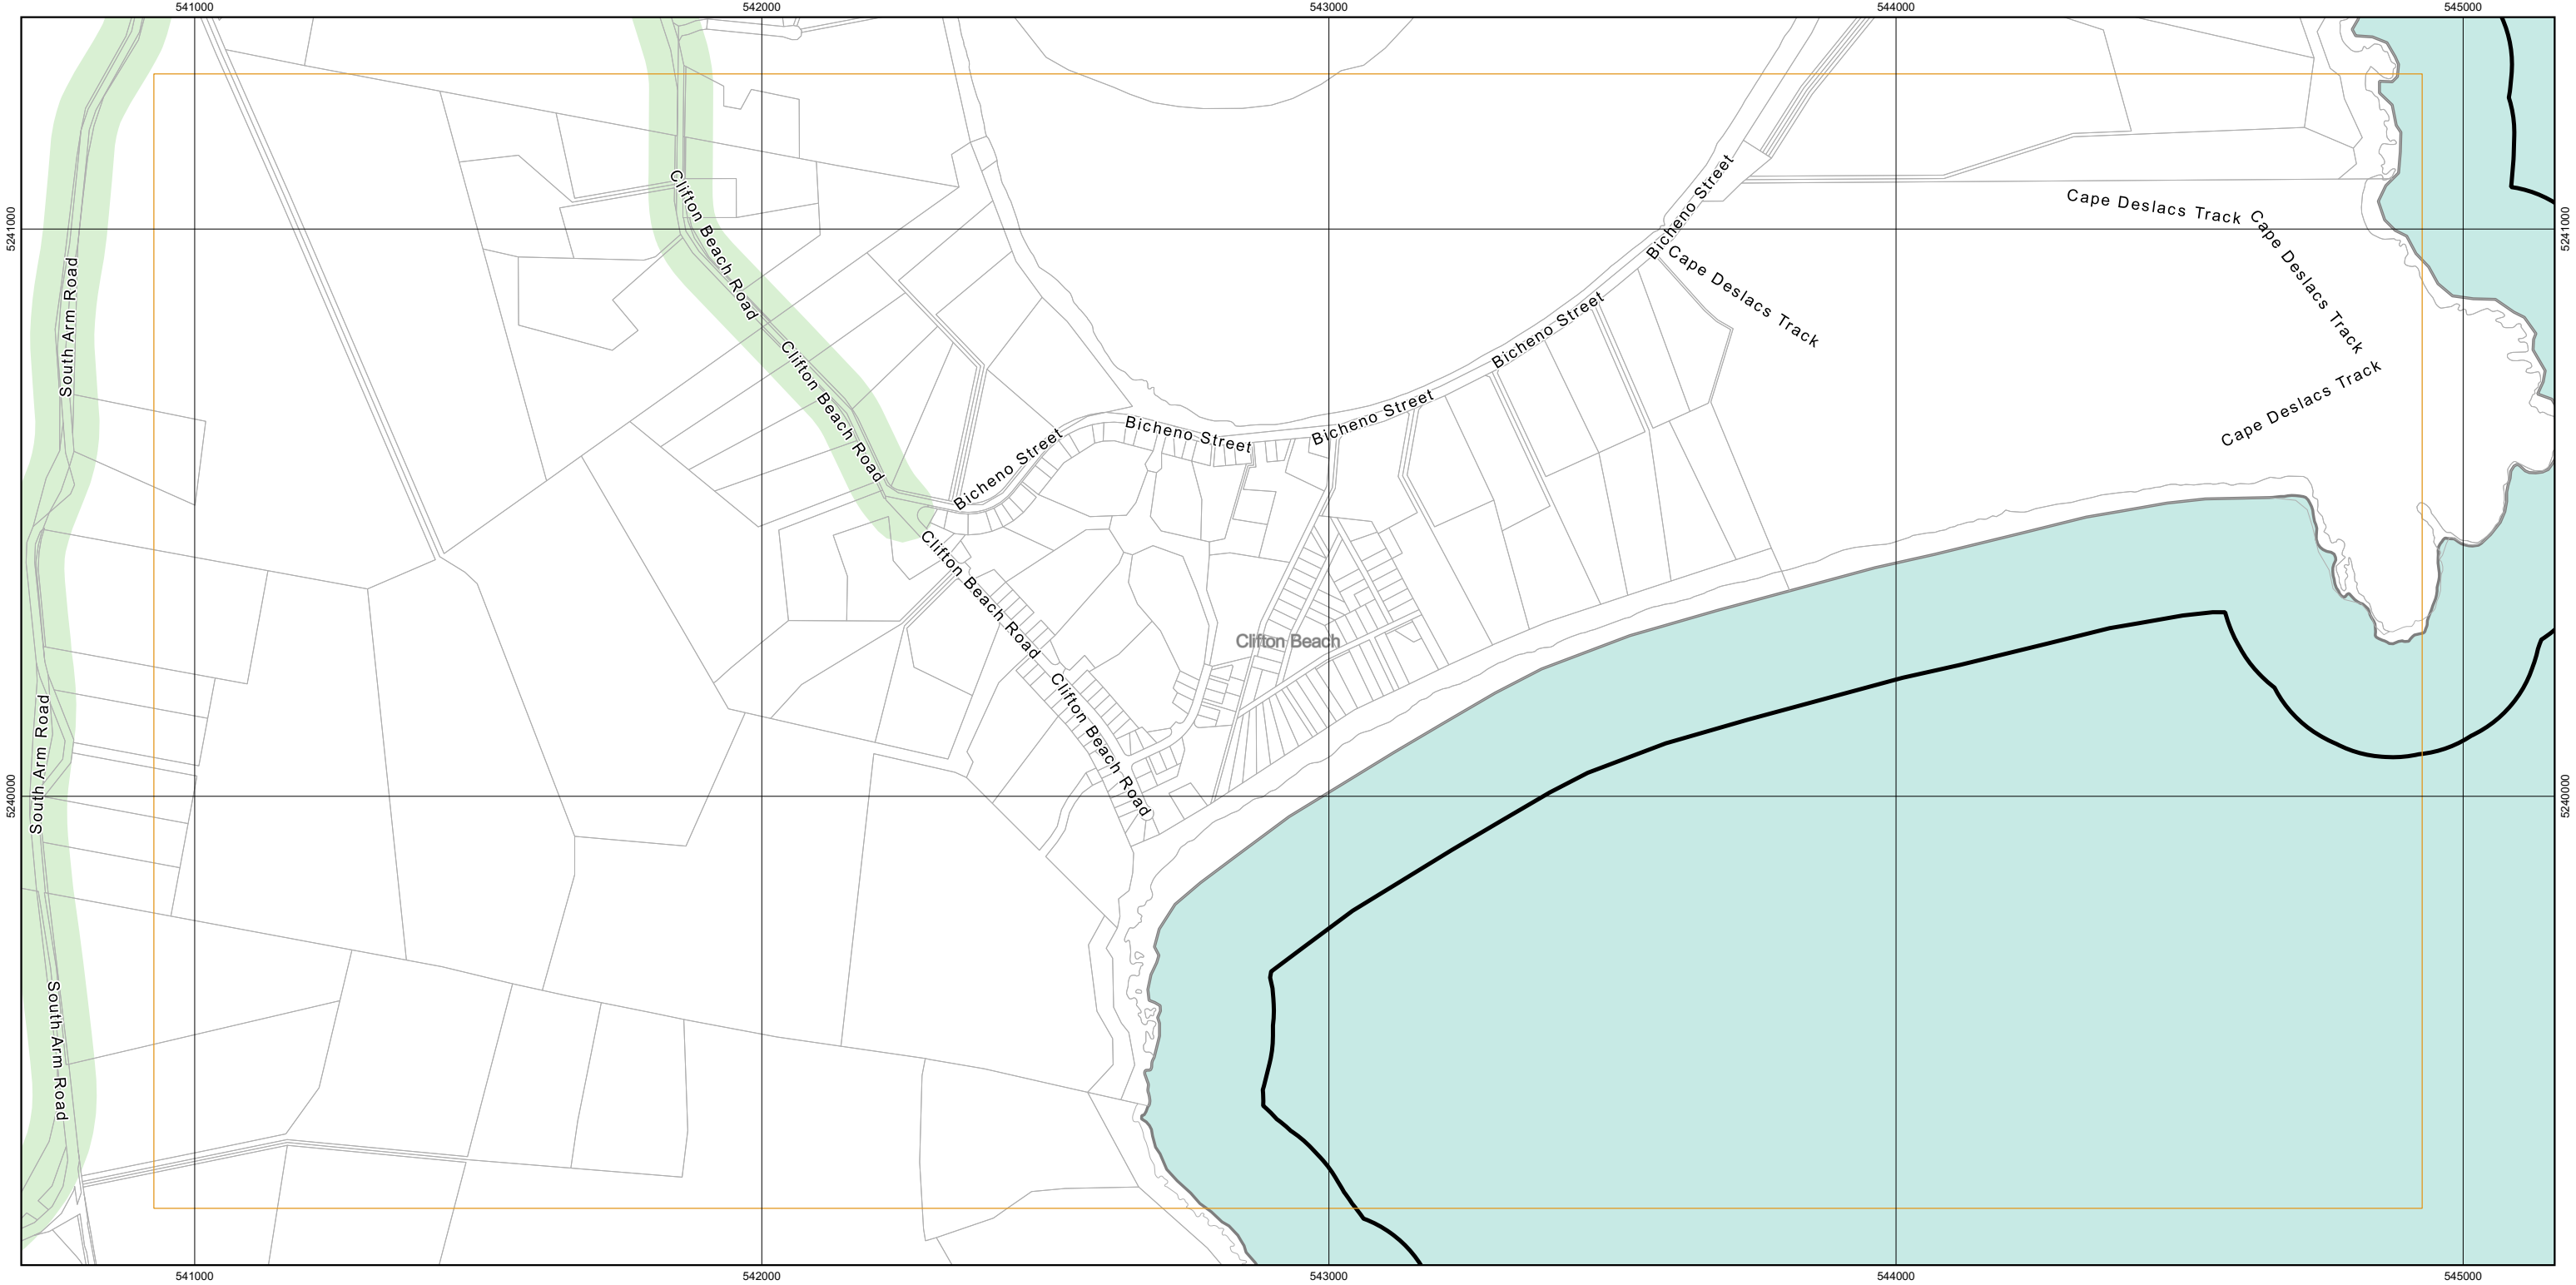 541000
542000
543000
544000
545000
5241000
5241000
Clifton Beach Road
Bicheno Street
Cape Deslacs Track
Cape Deslacs Track
Cape Deslacs Track
Cape Deslacs Track
South Arm Road
Bicheno Street
Clifton Beach Road
Bicheno Street
Bicheno Street
Bicheno Street
Clifton Beach Road
Clifton Beach
South Arm Road
Clifton Beach Road
5240000
5240000
South Arm Road
541000
542000
543000
544000
545000